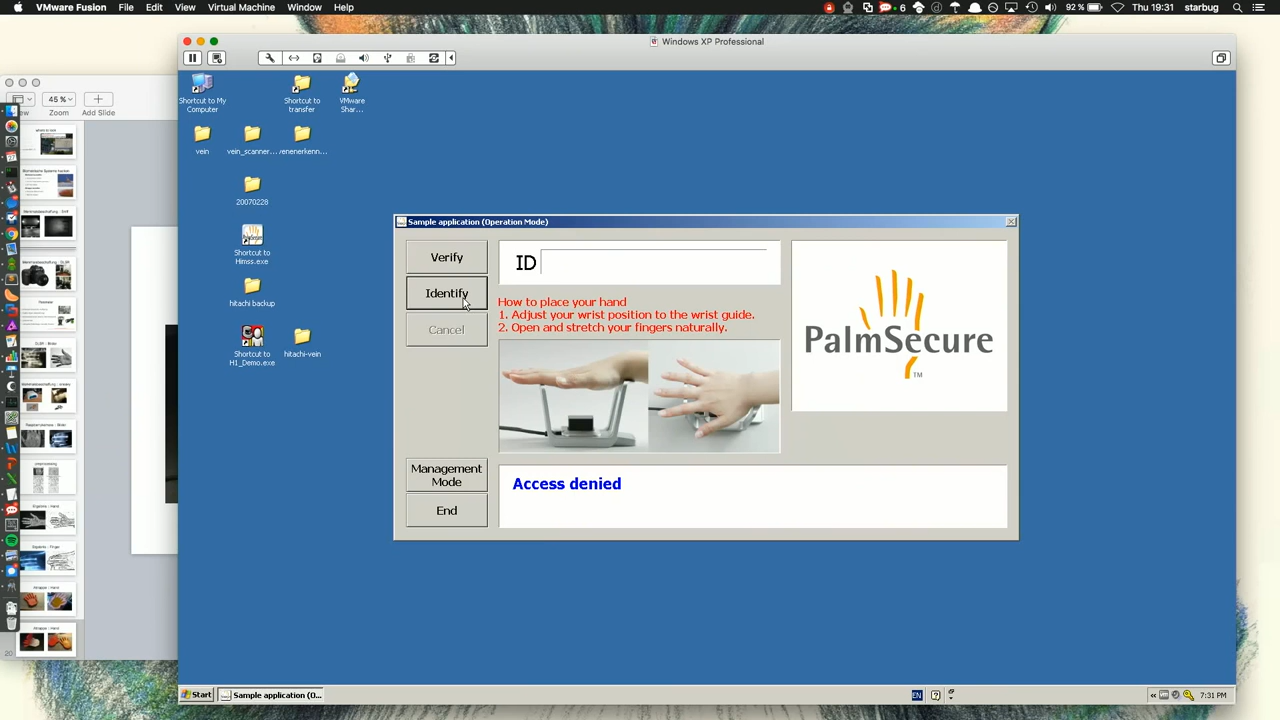 VMware Fusion File Edit View Virtual Machine Window Help 6 92 % Thu 19:31 starbug
Windows XP Professional
45 %
Zoom Add Slide
Shortcut to My Computer
Shortcut to transfer
VMware Shar...
vein
vein_scanner...
20070228
Shortcut to Himss.exe
hitachi backup
Shortcut to H1_Demo.exe
hitachi-vein
Sample application (Operation Mode)
Verify
Identify
Cancel
ID
How to place your hand
1. Adjust your wrist position to the wrist guide.
2. Open and stretch your fingers naturally.
PalmSecure
TM
Management
Mode
End
Access denied
20
Start Sample application (O... EN 7:31 PM